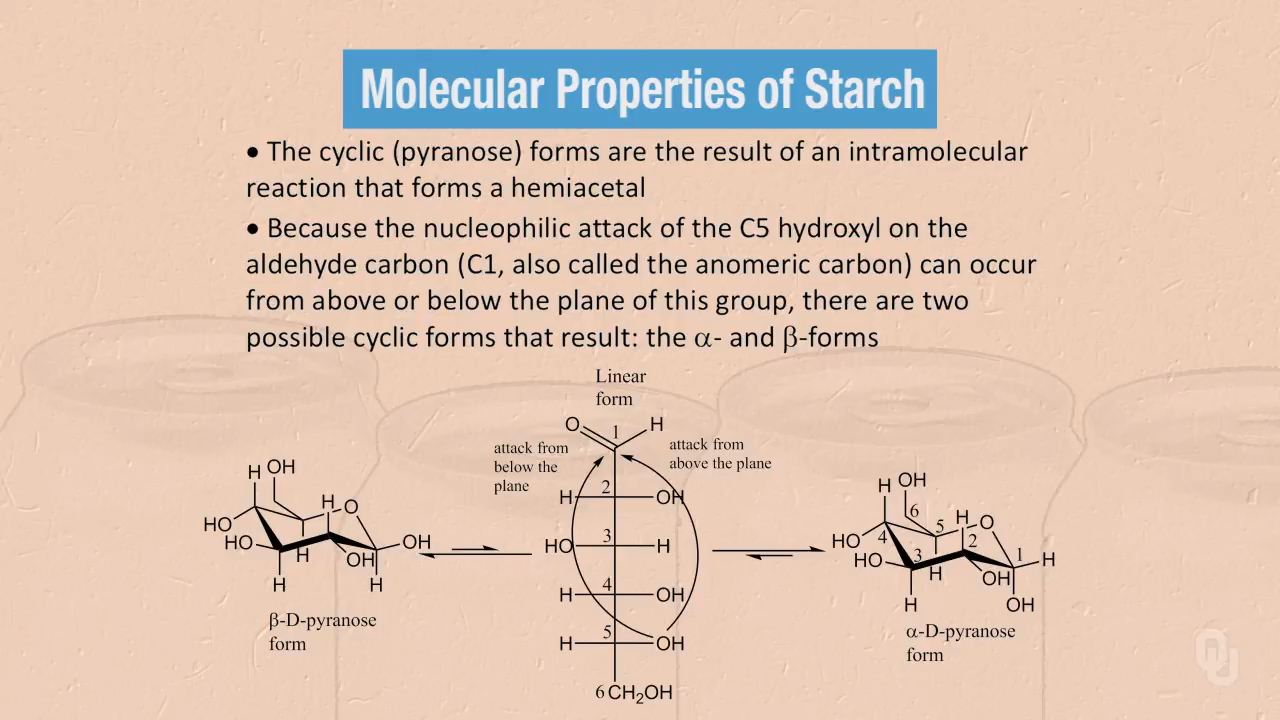 Molecular Properties of Starch
• The cyclic (pyranose) forms are the result of an intramolecular
reaction that forms a hemiacetal
• Because the nucleophilic attack of the C5 hydroxyl on the
aldehyde carbon (C1, also called the anomeric carbon) can occur
from above or below the plane of this group, there are two
possible cyclic forms that result: the α- and β-forms
Linear
form
O 1 H
attack from
below the
plane
attack from
above the plane
H 2 OH
HO 3 H
H 4 OH
H 5 OH
6 CH₂OH
H OH
H O
HO
HO H OH OH
H H
β-D-pyranose
form
H OH
6
5 H O
HO 4 2 1 H
HO 3 H OH
H OH
α-D-pyranose
form
OU